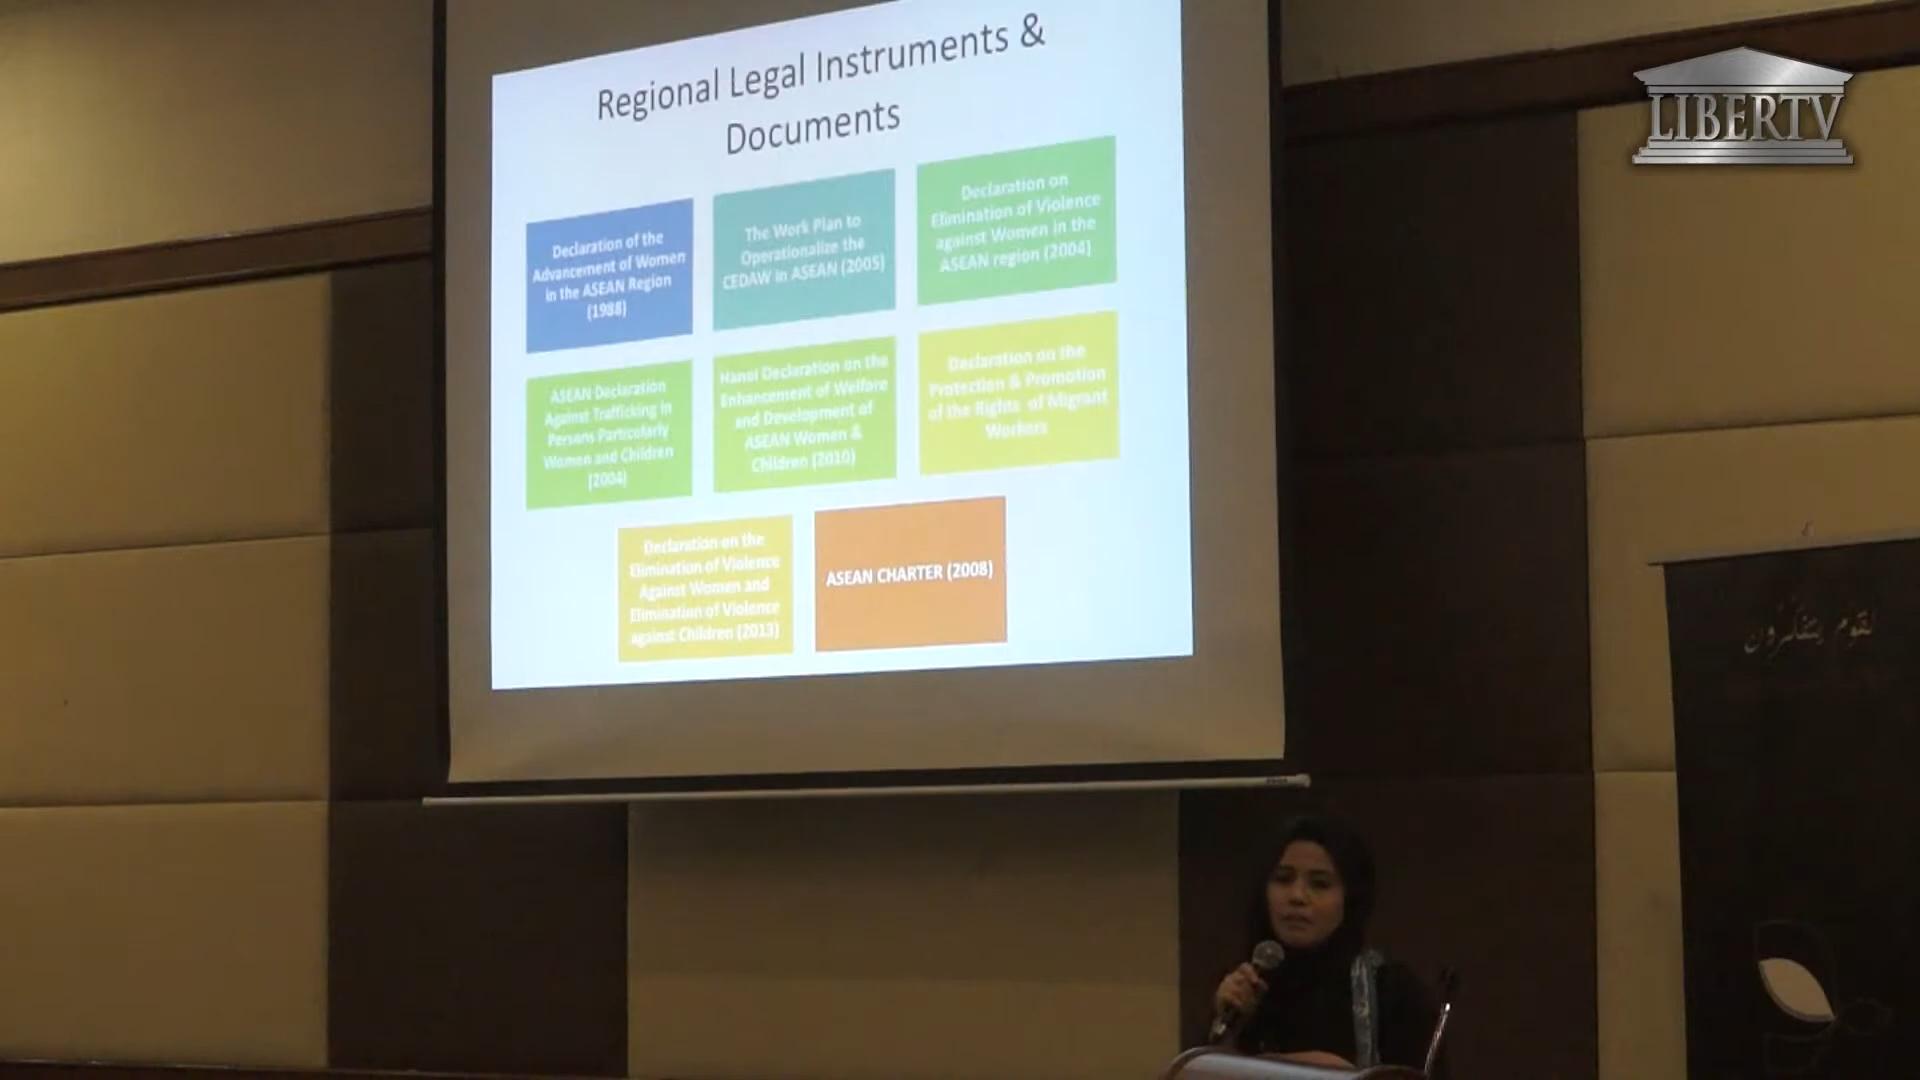 Regional Legal Instruments &
Documents
Declaration of the
Advancement of Women
in the ASEAN Region
(1988)
The Work Plan to
Operationalize the
CEDAW in ASEAN (2005)
Declaration on
Elimination of Violence
against Women in the
ASEAN region (2004)
ASEAN Declaration
Against Trafficking in
Persons Particularly
Women and Children
(2004)
Hanoi Declaration on the
Enhancement of Welfare
and Development of
ASEAN Women &
Children (2010)
Declaration on the
Protection & Promotion
of the Rights of Migrant
Workers
Declaration on the
Elimination of Violence
Against Women and
Elimination of Violence
against Children (2013)
ASEAN CHARTER (2008)
LIBERTV
لقوم يتفكرون